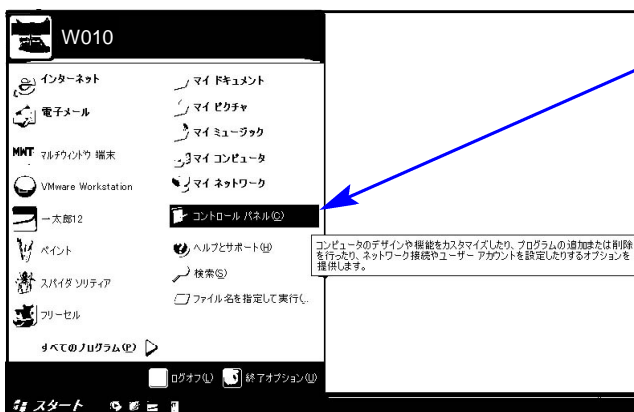 W010
インターネット
電子メール
MWT マルチウィンドウ 端末
VMware Workstation
一太郎12
ペイント
スパイダ ソリティア
フリーセル
すべてのプログラム(P)
マイ ドキュメント
マイ ピクチャ
マイ ミュージック
マイ コンピュータ
マイ ネットワーク
コントロール パネル(C)
ヘルプとサポート(H)
検索(S)
ファイル名を指定して実行(..
コンピュータのデザインや機能をカスタマイズしたり、プログラムの追加または削除
を行ったり、ネットワーク接続やユーザー アカウントを設定したりするオプションを
提供します。
ログオフ(L)
終了オプション(U)
スタート